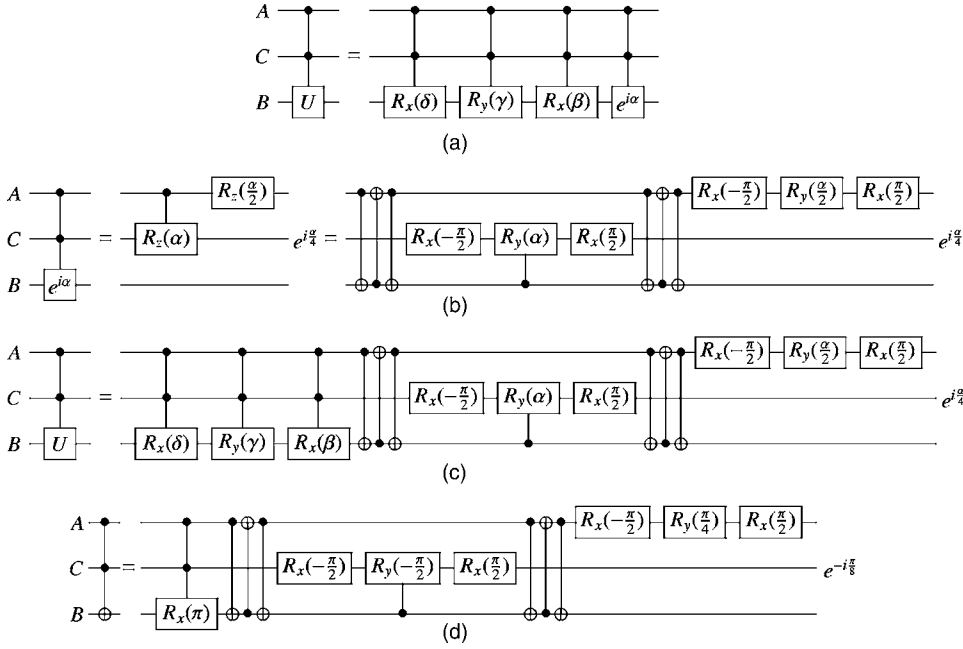 A
C = 
B U R_x(δ) R_y(γ) R_x(β) e^{iα}
(a)
A R_z(α/2) R_x(-π/2) R_y(α/2) R_x(π/2)
C = R_z(α) e^{iα/4} = R_x(-π/2) R_y(α) R_x(π/2) e^{iα/4}
B e^{iα}
(b)
A R_x(-π/2) R_y(α/2) R_x(π/2)
C = R_x(-π/2) R_y(α) R_x(π/2) e^{iα/4}
B U R_x(δ) R_y(γ) R_x(β)
(c)
A R_x(-π/2) R_y(π/4) R_x(π/2)
C = R_x(-π/2) R_y(-π/2) R_x(π/2) e^{-iπ/8}
B R_x(π)
(d)